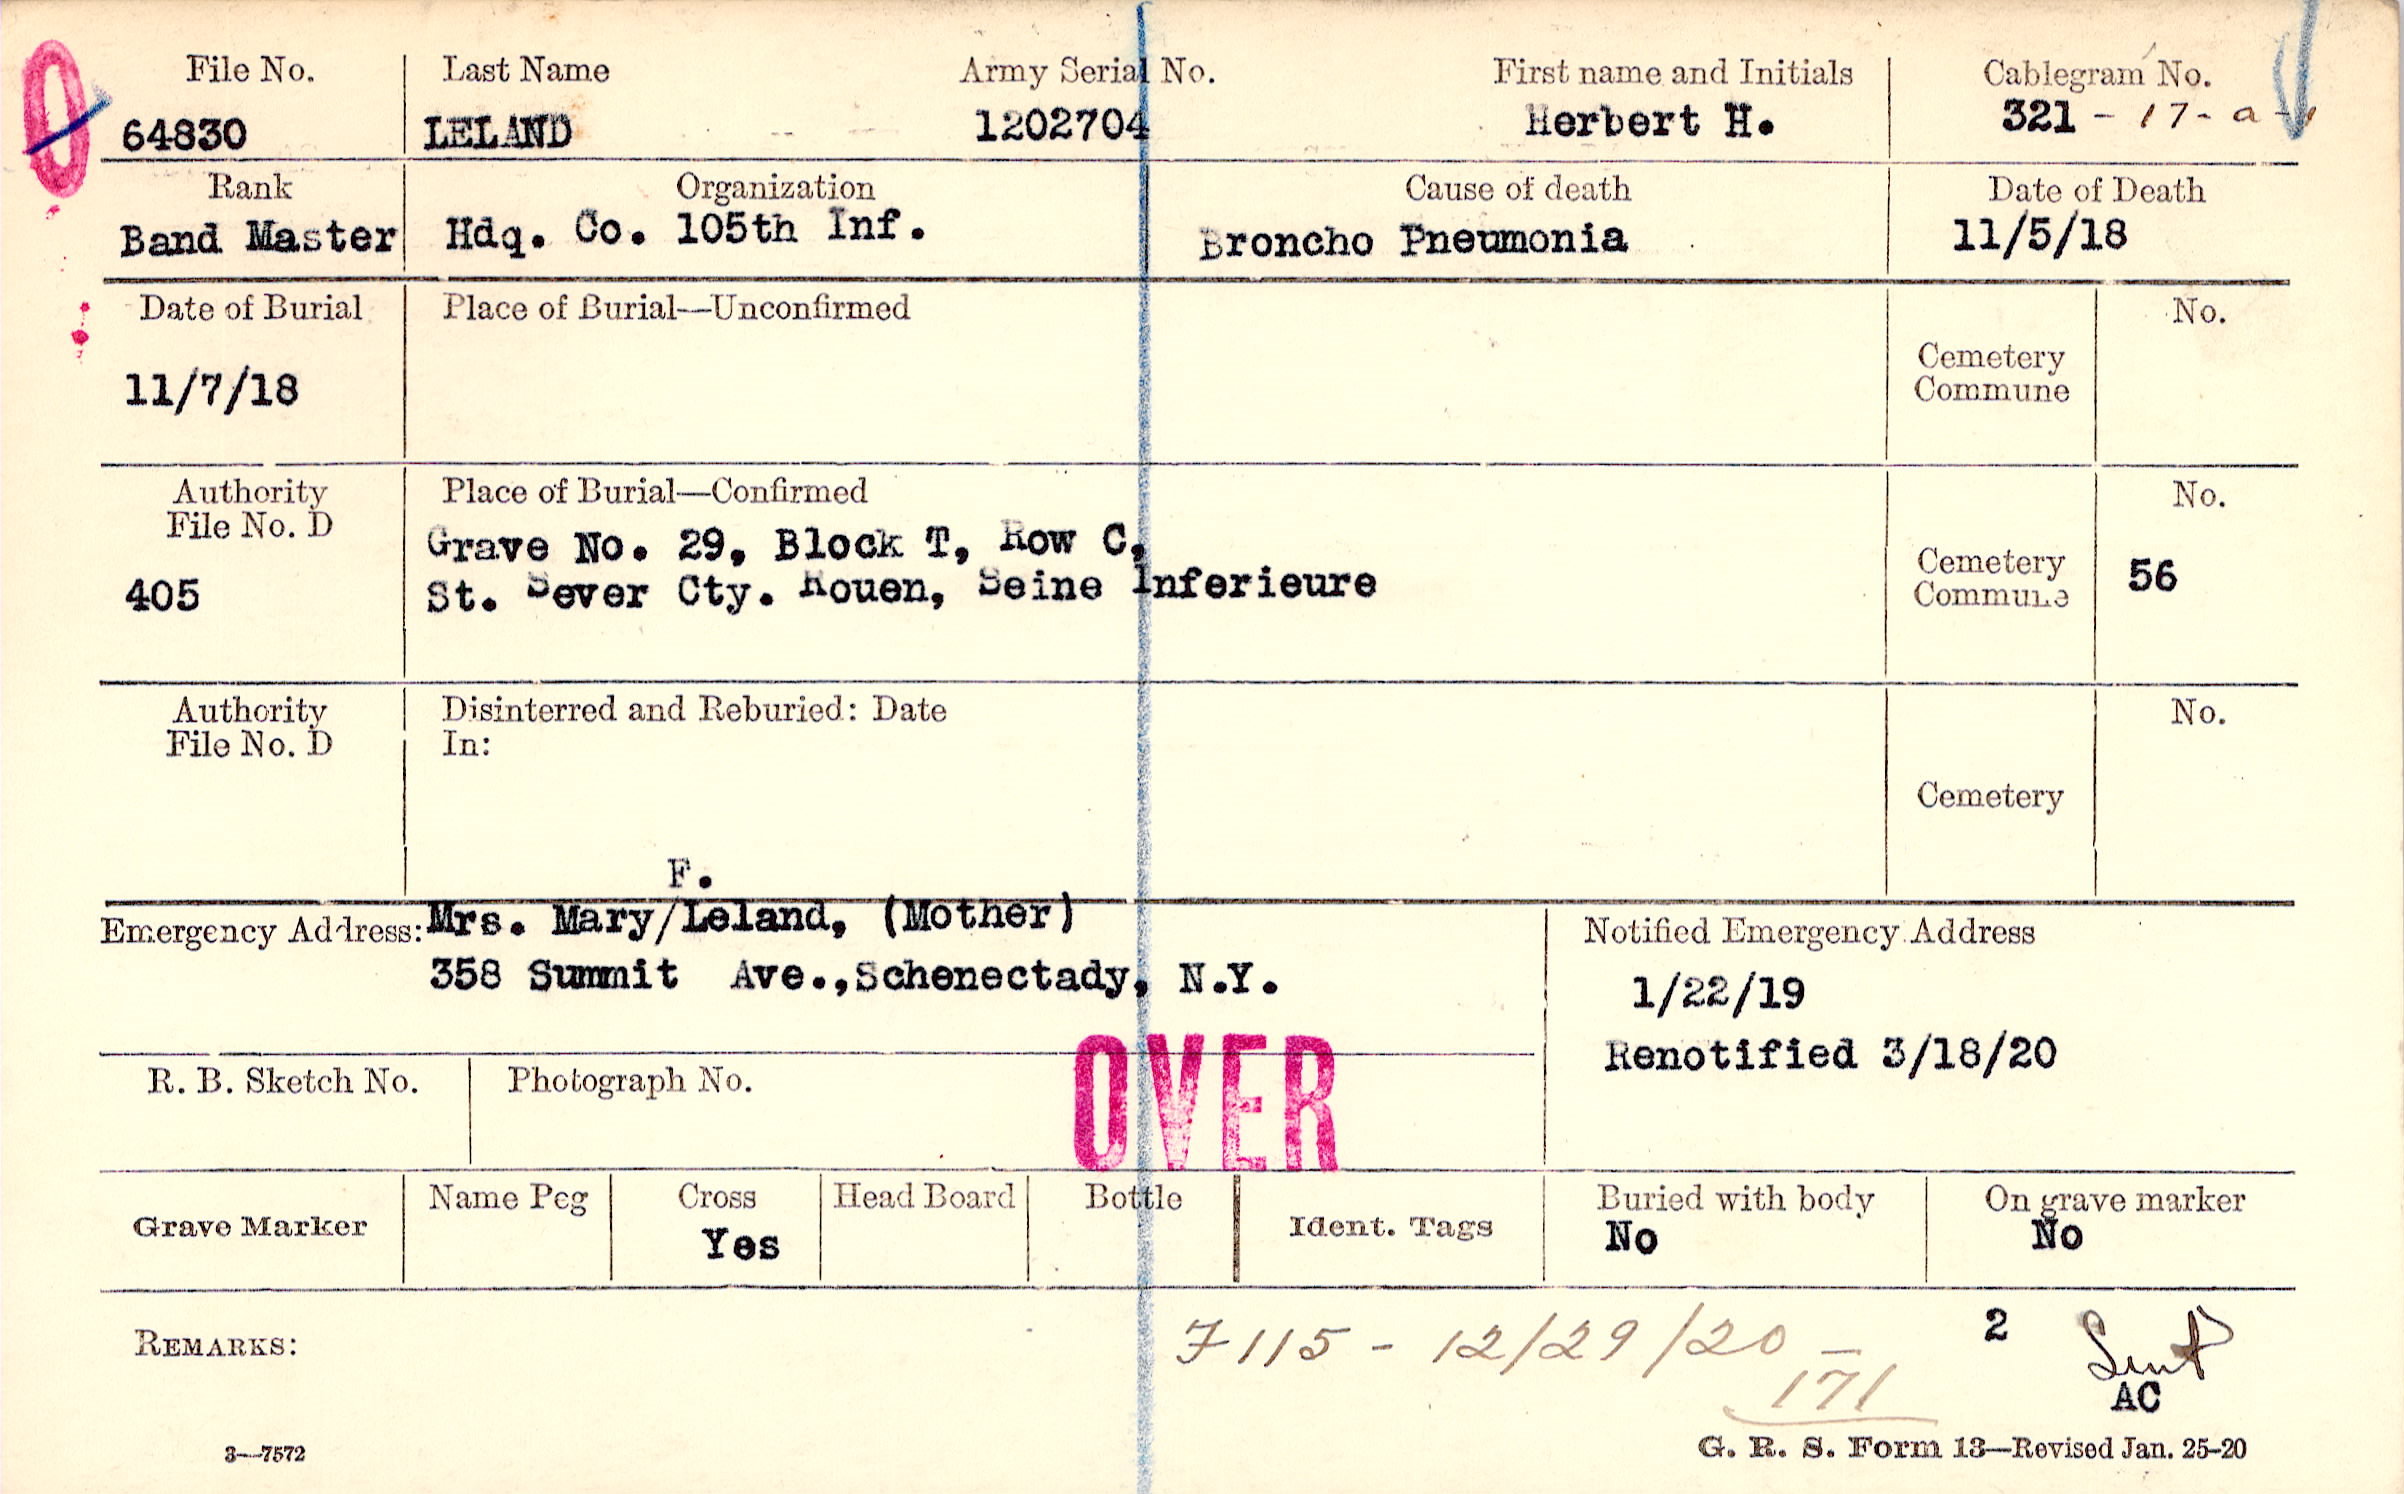 File No. Last Name Army Serial No. First name and Initials Cablegram No.
64830 LELAND 1202704 Herbert H. 321 - 17- a -
Rank Organization Cause of death Date of Death
Band Master Hdq. Co. 105th Inf. Broncho Pneumonia 11/5/18
Date of Burial Place of Burial—Unconfirmed No.
11/7/18 Cemetery
Commune
Authority Place of Burial—Confirmed No.
File No. D
Grave No. 29, Block T, Row C,
405 St. Sever Cty. Rouen, Seine Inferieure Cemetery 56
Commune
Authority Disinterred and Reburied: Date No.
File No. D In:
Cemetery
F.
Emergency Address: Mrs. Mary/Leland, (Mother) Notified Emergency Address
358 Summit Ave.,Schenectady, N.Y. 1/22/19
Renotified 3/18/20
OVER
R. B. Sketch No. Photograph No.
Grave Marker Name Peg Cross Head Board Bottle Ident. Tags Buried with body On grave marker
Yes No No
REMARKS: 7115 - 12/29/20 - 2 Sent
171 AC
3—7572 G. R. S. Form 13—Revised Jan. 25-20